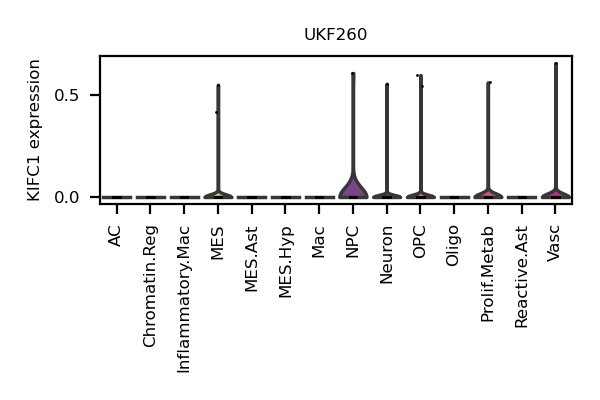 UKF260
KIFC1 expression
0.5
0.0
AC
Chromatin.Reg
Inflammatory.Mac
MES
MES.Ast
MES.Hyp
Mac
NPC
Neuron
OPC
Oligo
Prolif.Metab
Reactive.Ast
Vasc